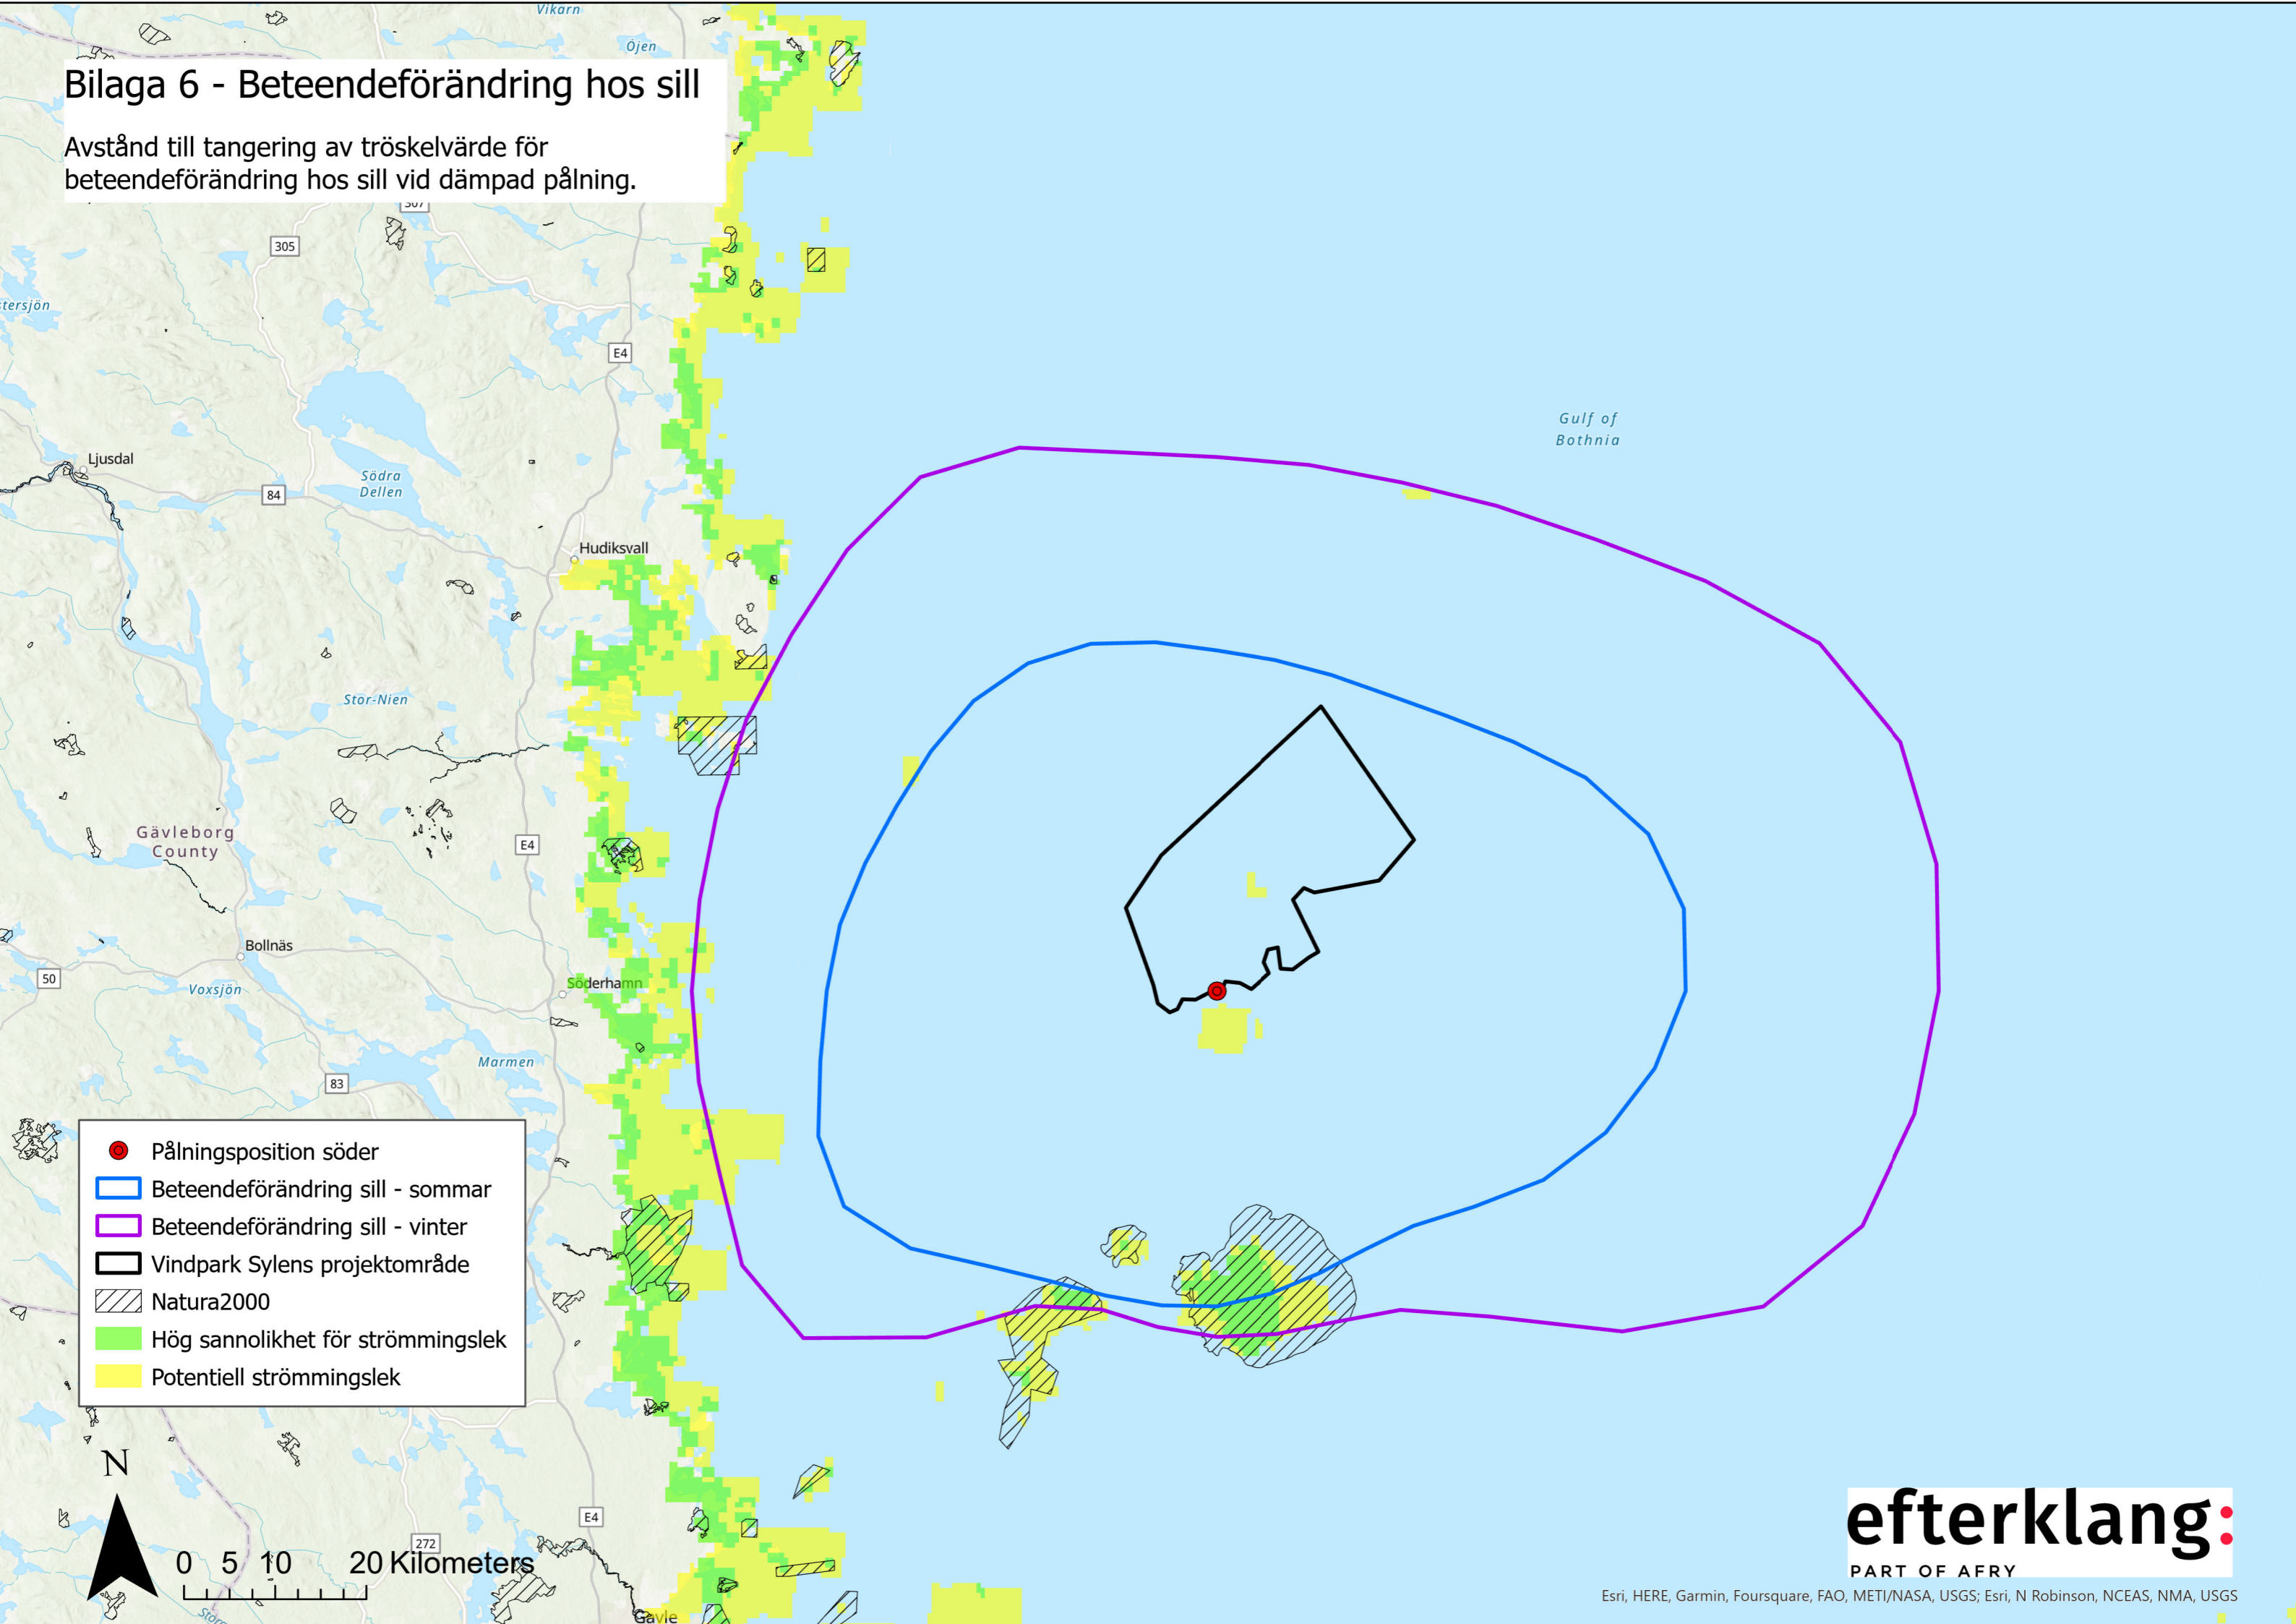 Vikarn
Öjen
Bilaga 6 - Beteendeförändring hos sill
Avstånd till tangering av tröskelvärde för
beteendeförändring hos sill vid dämpad pålning.
307
305
stersjön
E4
Gulf of
Bothnia
Ljusdal
Södra
Dellen
84
Hudiksvall
Stor-Nien
Gävleborg
County
E4
Bollnäs
50
Voxsjön
Söderhamn
Marmen
83
Pålningsposition söder
Beteendeförändring sill - sommar
Beteendeförändring sill - vinter
Vindpark Sylens projektområde
Natura2000
Hög sannolikhet för strömmingslek
Potentiell strömmingslek
N
E4
272
0 5 10 20 Kilometers
Gävle
efterklang:
PART OF AFRY
Esri, HERE, Garmin, Foursquare, FAO, METI/NASA, USGS; Esri, N Robinson, NCEAS, NMA, USGS